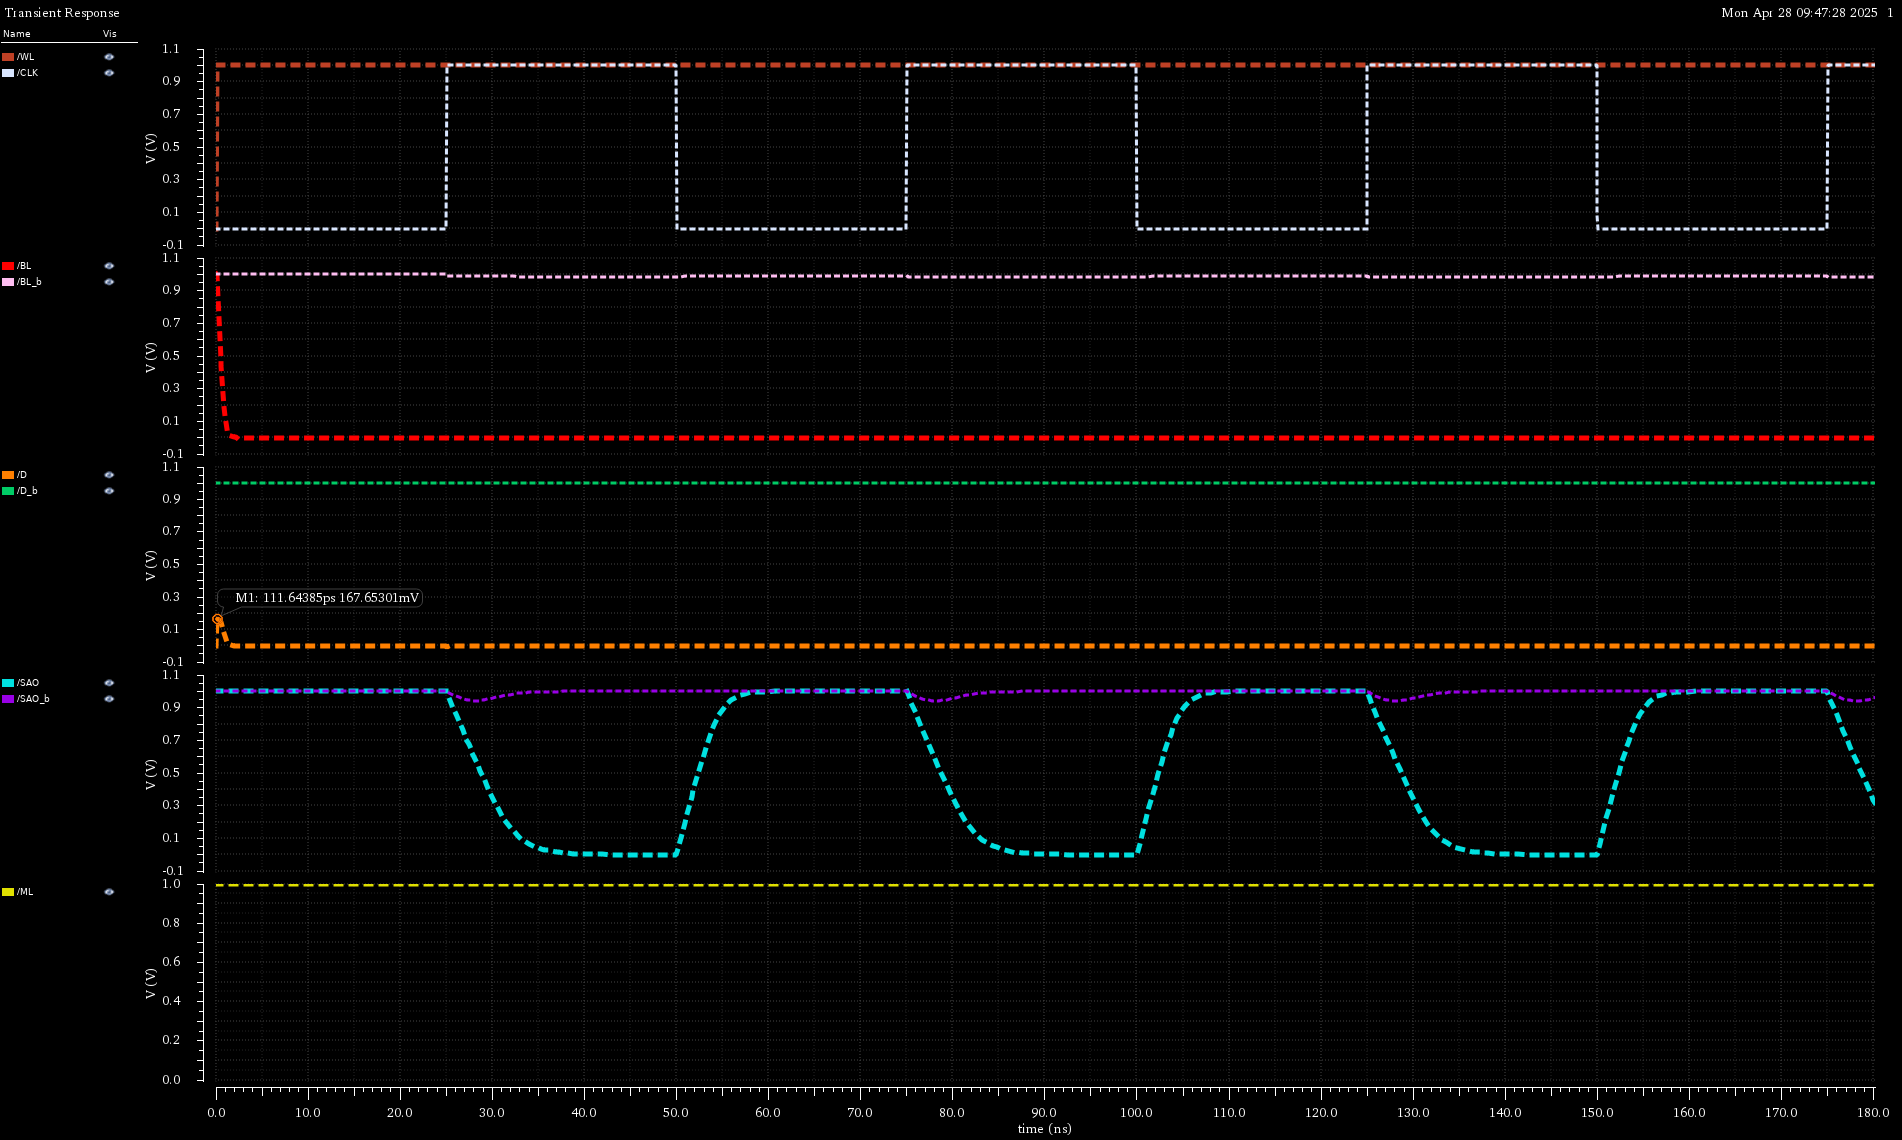 Transient Response
Mon Apr 28 09:47:28 2025 1
Name Vis
/WL
/CLK
1.1
0.9
0.7
0.5
0.3
0.1
-0.1
V (V)
/BL
/BL_b
1.1
0.9
0.7
0.5
0.3
0.1
-0.1
V (V)
/D
/D_b
1.1
0.9
0.7
0.5
0.3
0.1
-0.1
V (V)
M1: 111.64385ps 167.65301mV
/SAO
/SAO_b
1.1
0.9
0.7
0.5
0.3
0.1
-0.1
V (V)
/ML
1.0
0.8
0.6
0.4
0.2
0.0
V (V)
0.0 10.0 20.0 30.0 40.0 50.0 60.0 70.0 80.0 90.0 100.0 110.0 120.0 130.0 140.0 150.0 160.0 170.0 180.0
time (ns)